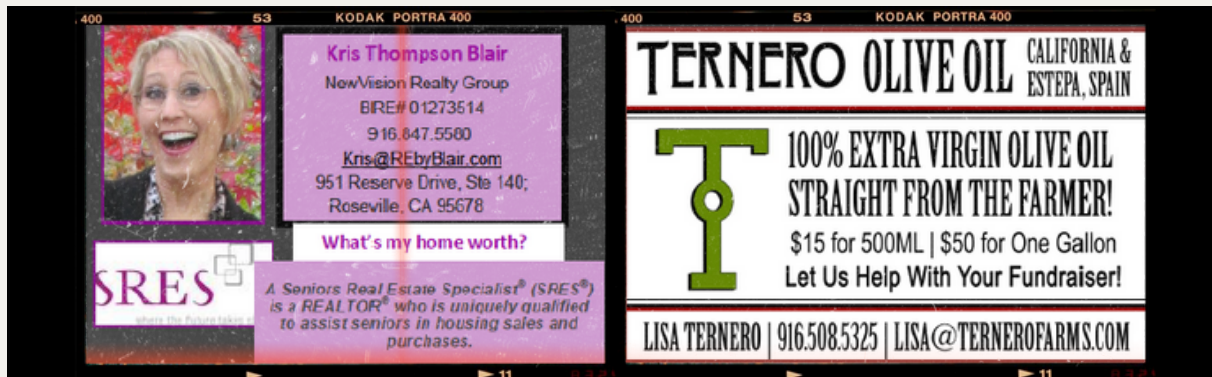 400 53 KODAK PORTRA 400
Kris Thompson Blair
NewVision Realty Group
BRE# 01273514
916.847.5580
Kris@REbyBlair.com
951 Reserve Drive, Ste 140;
Roseville, CA 95678
What's my home worth?
SRES
where the future takes
A Seniors Real Estate Specialist® (SRES®)
is a REALTOR® who is uniquely qualified
to assist seniors in housing sales and
purchases.
11
400 53 KODAK PORTRA 400
TERNERO OLIVE OIL CALIFORNIA &
ESTEPA, SPAIN
T
100% EXTRA VIRGIN OLIVE OIL
STRAIGHT FROM THE FARMER!
$15 for 500ML | $50 for One Gallon
Let Us Help With Your Fundraiser!
LISA TERNERO | 916.508.5325 | LISA@TERNEROFARMS.COM
11